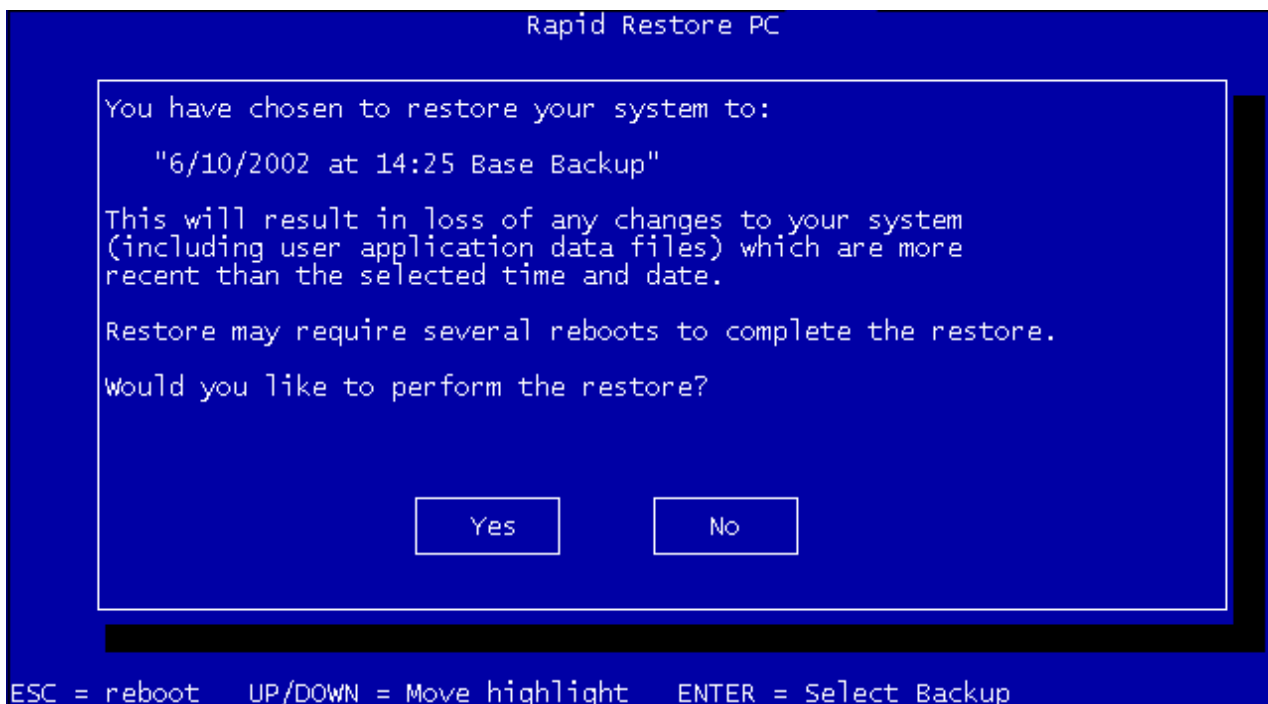 Rapid Restore PC
You have chosen to restore your system to:
"6/10/2002 at 14:25 Base Backup"
This will result in loss of any changes to your system
(including user application data files) which are more
recent than the selected time and date.
Restore may require several reboots to complete the restore.
Would you like to perform the restore?
Yes No
ESC = reboot UP/DOWN = Move highlight ENTER = Select Backup